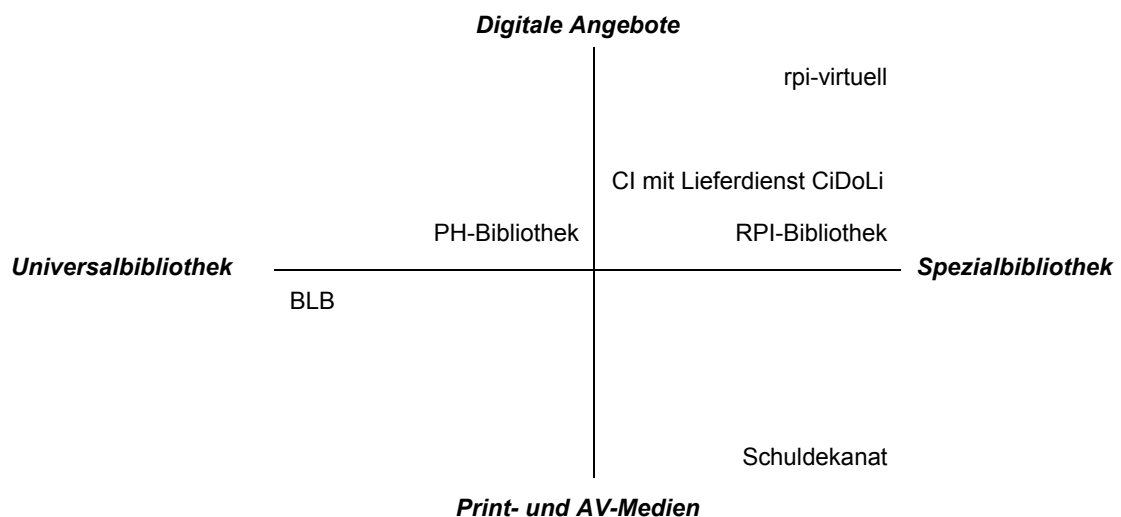 Digitale Angebote
rpi-virtuell
CI mit Lieferdienst CiDoLi
PH-Bibliothek
RPI-Bibliothek
Universalbibliothek
Spezialbibliothek
BLB
Schuldekanat
Print- und AV-Medien